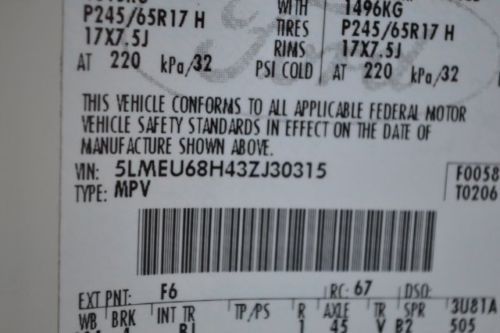 WITH 1496KG
P245/65R17 H TIRES P245/65R17 H
17X7.5J RIMS 17X7.5J
AT 220 kPa/32 PSI COLD AT 220 kPa/32
Ford
THIS VEHICLE CONFORMS TO ALL APPLICABLE FEDERAL MOTOR
VEHICLE SAFETY STANDARDS IN EFFECT ON THE DATE OF
MANUFACTURE SHOWN ABOVE.
VIN: 5LMEU68H43ZJ30315 F0058
TYPE: MPV T0206
EXT PNT: F6 RC: 67 DSO:
WB BRK INT TR TP/PS R AXLE TR SPR 3U81A
1 45 V B2 505